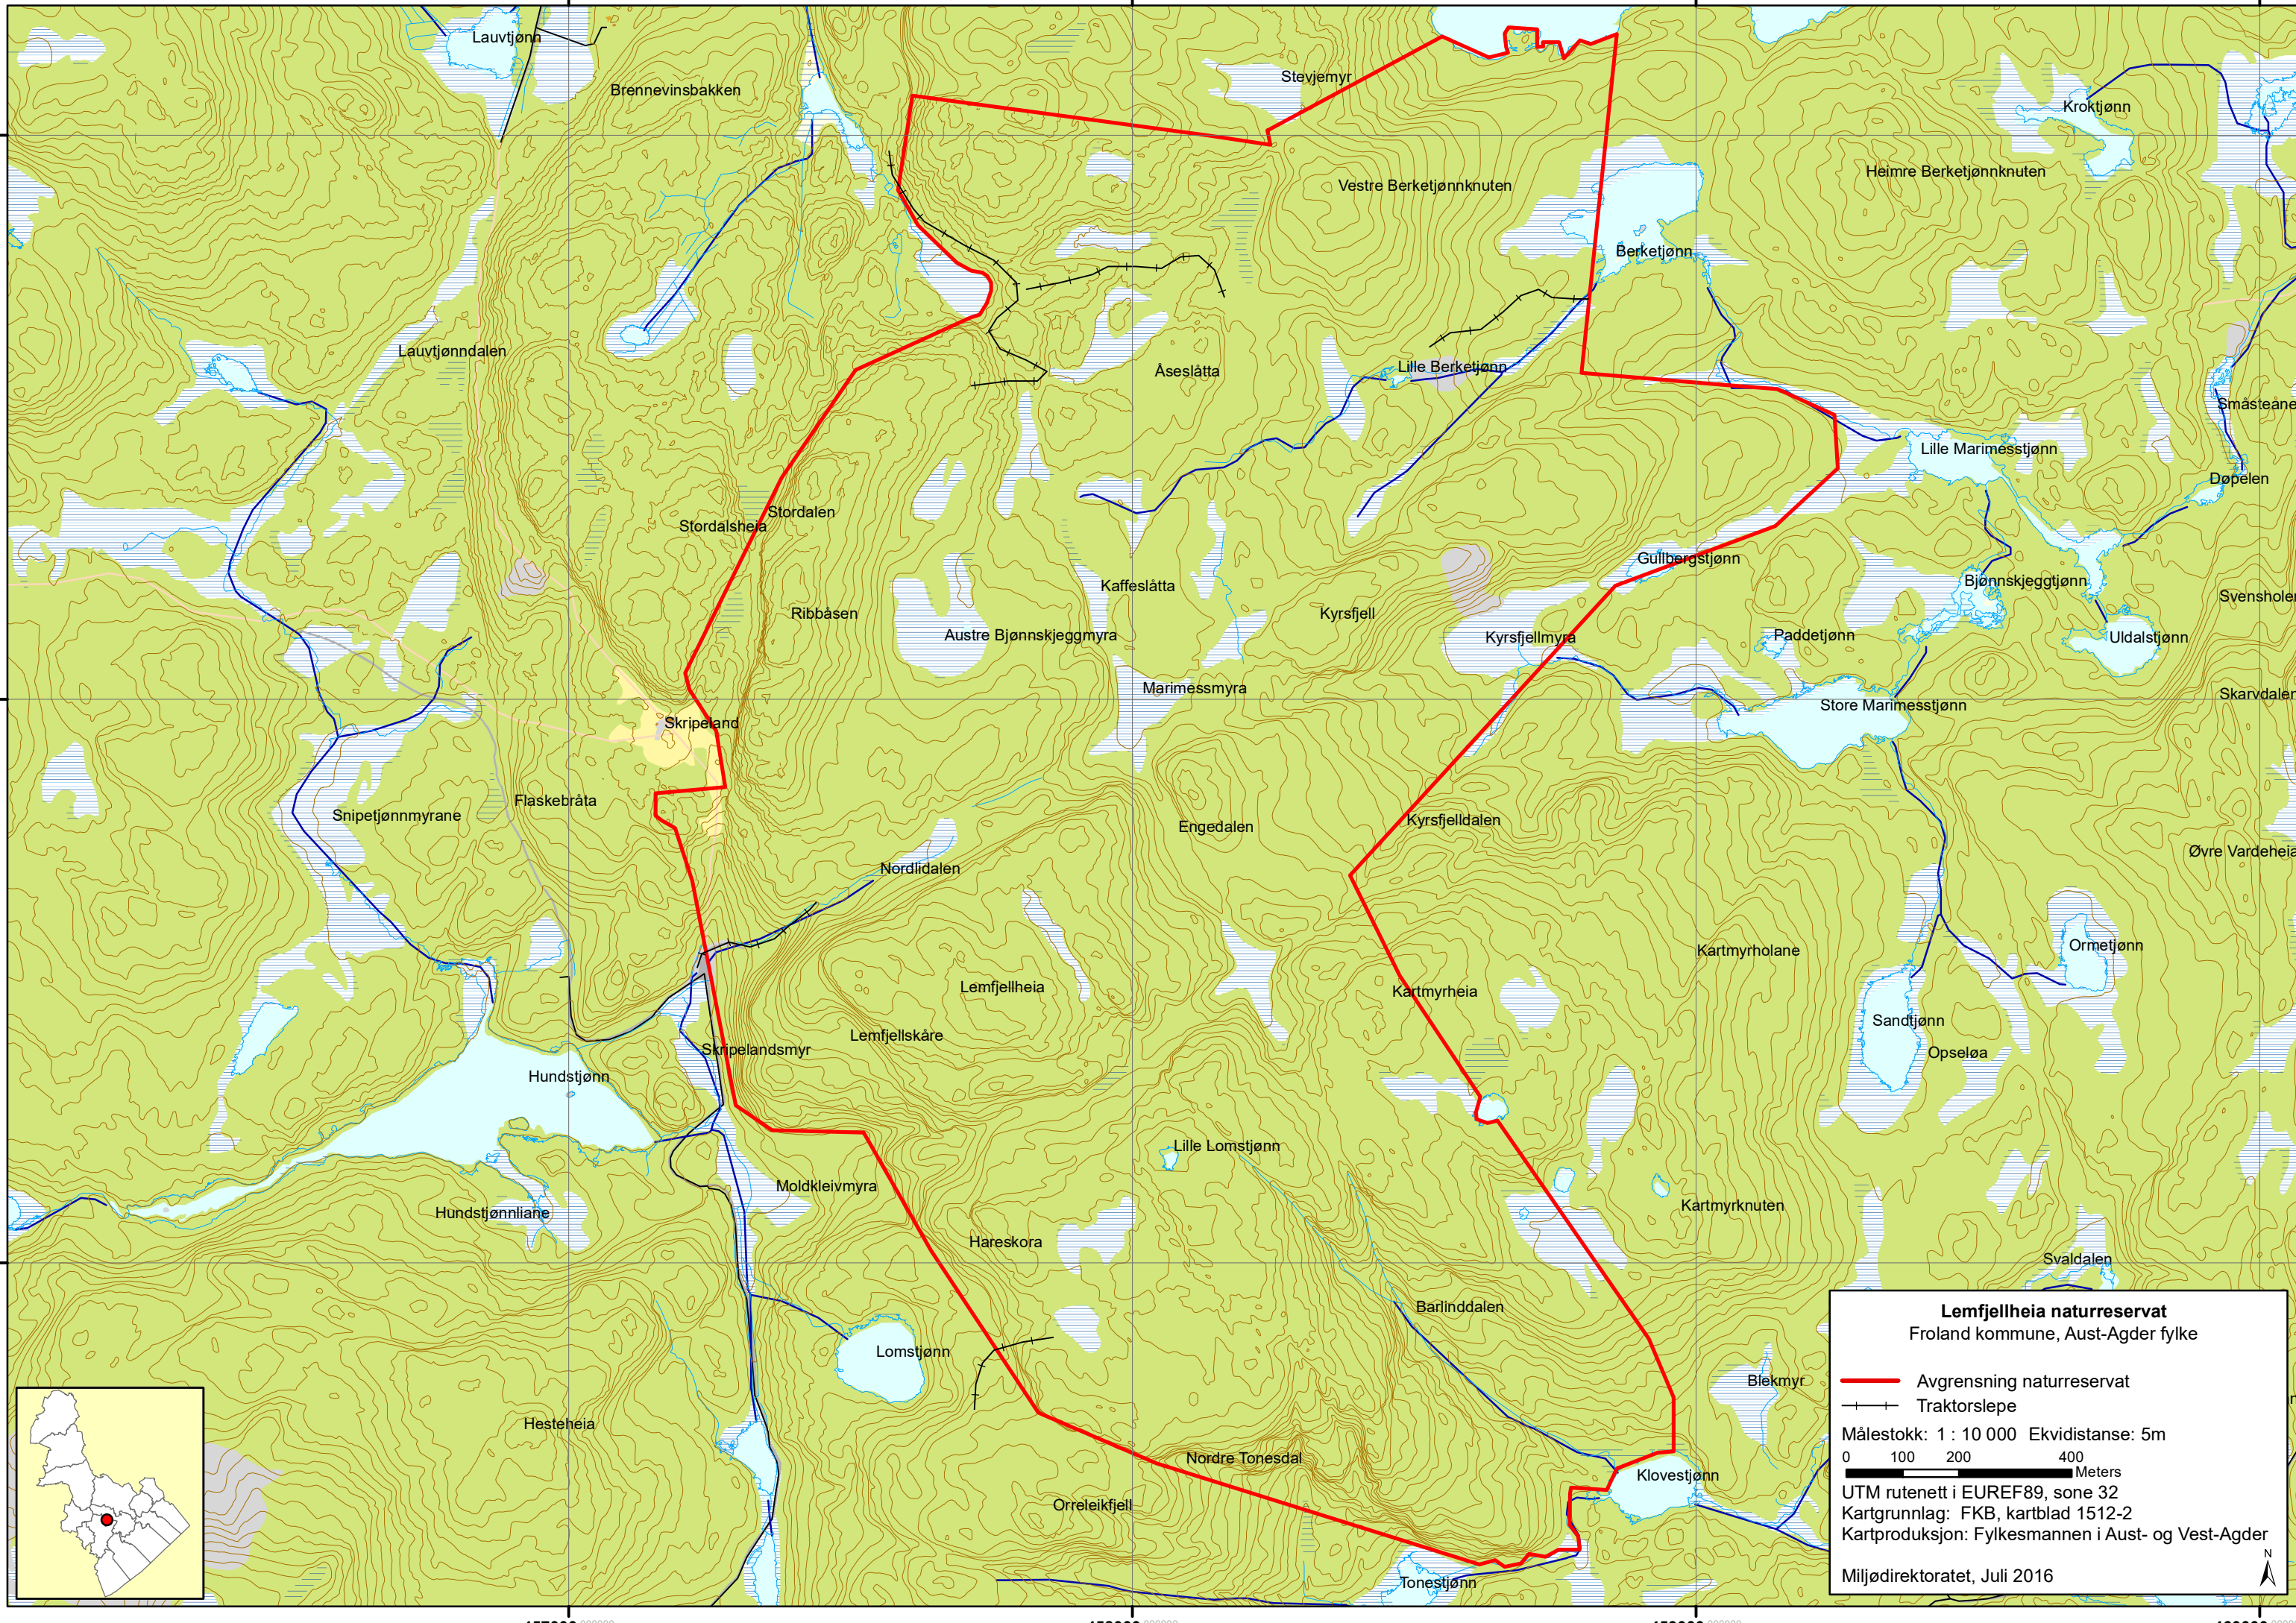 Lauvtjønn
Stevjemyr
Brennevinsbakken
Kroktjønn
Heimre Berketjønnknuten
Vestre Berketjønnknuten
Berketjønn
Lauvtjønndalen
Lille Berketjønn
Åseslåtta
Lille Marimesstjønn
Døpelen
Stordalen
Stordalsheia
Gullbergstjønn
Bjønnskjeggtjønn
Kaffeslåtta
Ribbåsen
Kyrsfjell
Austre Bjønnskjeggmyra
Kyrsfjellmyra
Paddetjønn
Uldalstjønn
Marimessmyra
Store Marimesstjønn
Skripeland
Flaskebråta
Snipetjønnmyrane
Engedalen
Kyrsfjelldalen
Øvre Vardeheia
Nordlidalen
Kartmyrholane
Ormetjønn
Lemfjellheia
Kartmyrheia
Sandtjønn
Lemfjellskåre
Skripelandsmyr
Opseløa
Hundstjønn
Lille Lomstjønn
Moldkleivmyra
Hundstjønnliane
Kartmyrknuten
Hareskora
Svaldalen
Barlinddalen
Lomstjønn
Blekmyr
Hesteheia
Nordre Tonesdal
Klovestjønn
Orreleikfjell
Tonestjønn
Lemfjellheia naturreservat
Froland kommune, Aust-Agder fylke
Avgrensning naturreservat
Traktorslepe
Målestokk: 1 : 10 000 Ekvidistanse: 5m
0 100 200 400
Meters
UTM rutenett i EUREF89, sone 32
Kartgrunnlag: FKB, kartblad 1512-2
Kartproduksjon: Fylkesmannen i Aust- og Vest-Agder
N
Miljødirektoratet, Juli 2016